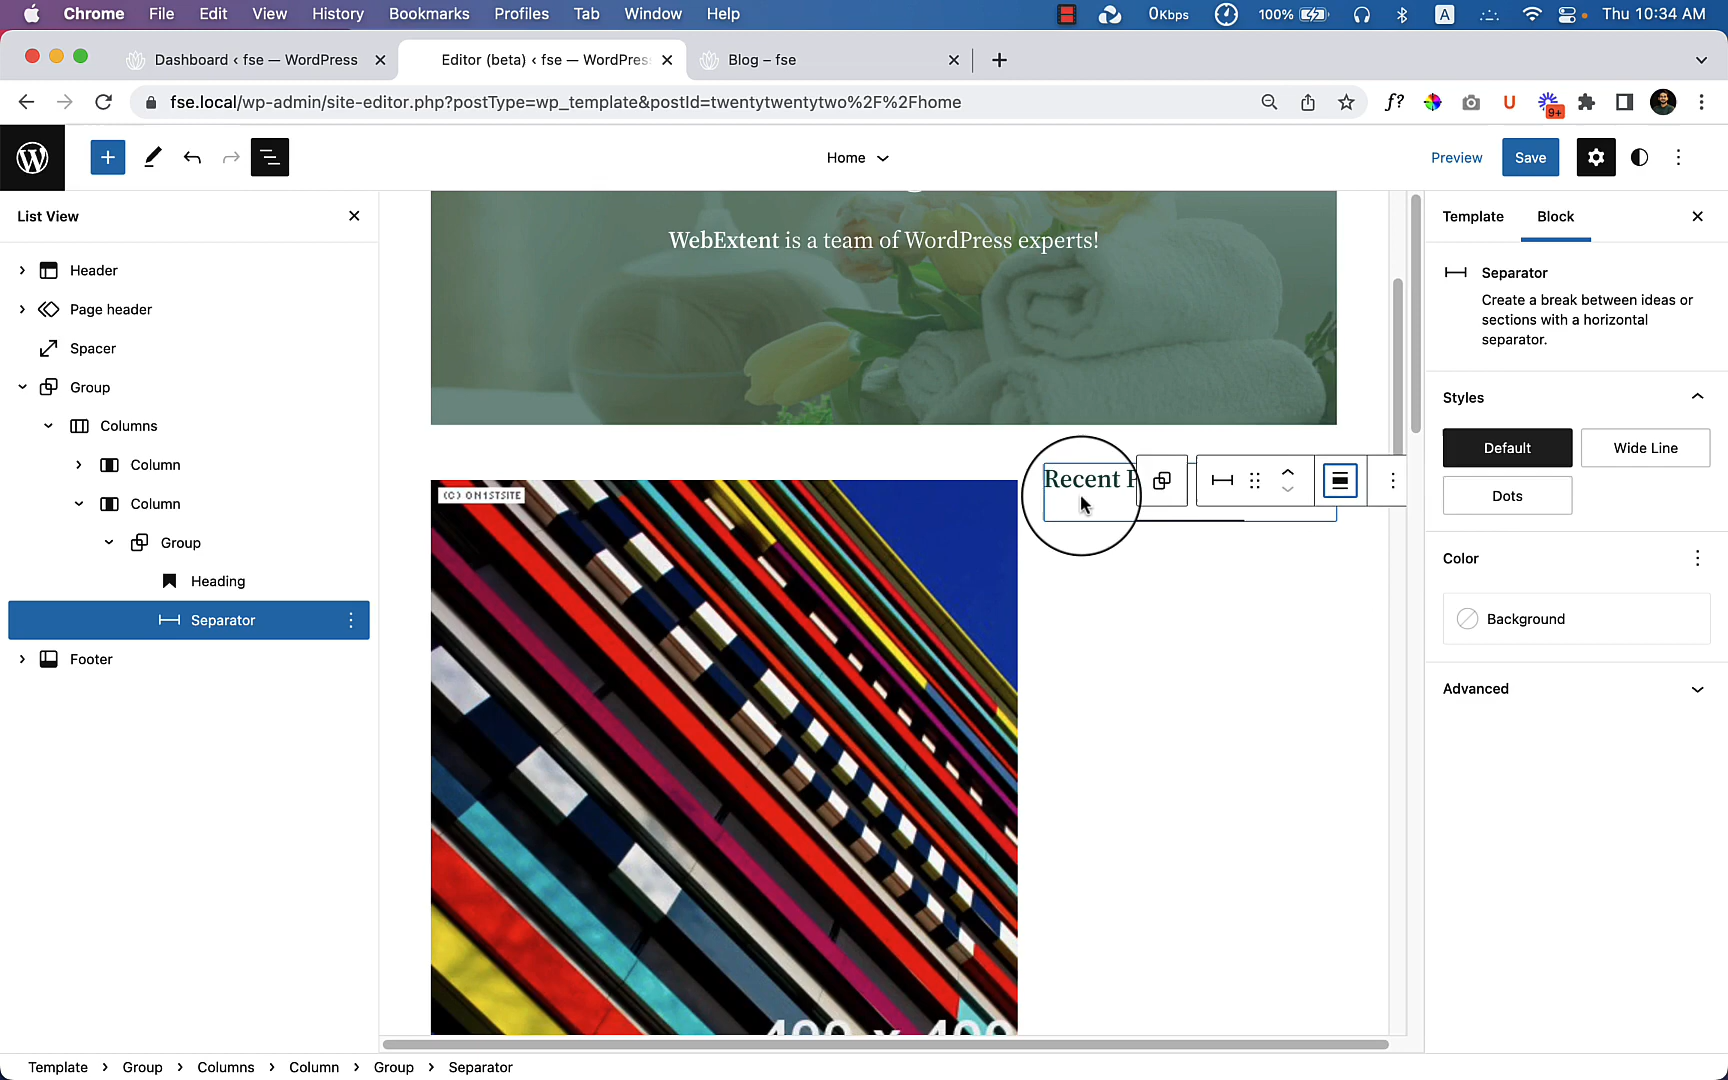 Chrome File Edit View History Bookmarks Profiles Tab Window Help 0Kbps 100% A Thu 10:34 AM
Dashboard ‹ fse — WordPress Editor (beta) ‹ fse — WordPres Blog – fse
fse.local/wp-admin/site-editor.php?postType=wp_template&postId=twentytwentytwo%2F%2Fhome f? U 9+
Home Preview Save
List View
Header
Page header
Spacer
Group
Columns
Column
Column
Group
Heading
Separator
Footer
WebExtent is a team of WordPress experts!
Recent P
(C) ON1STSITE
400 x 400
Template Block
Separator
Create a break between ideas or
sections with a horizontal
separator.
Styles
Default Wide Line
Dots
Color
Background
Advanced
Template › Group › Columns › Column › Group › Separator